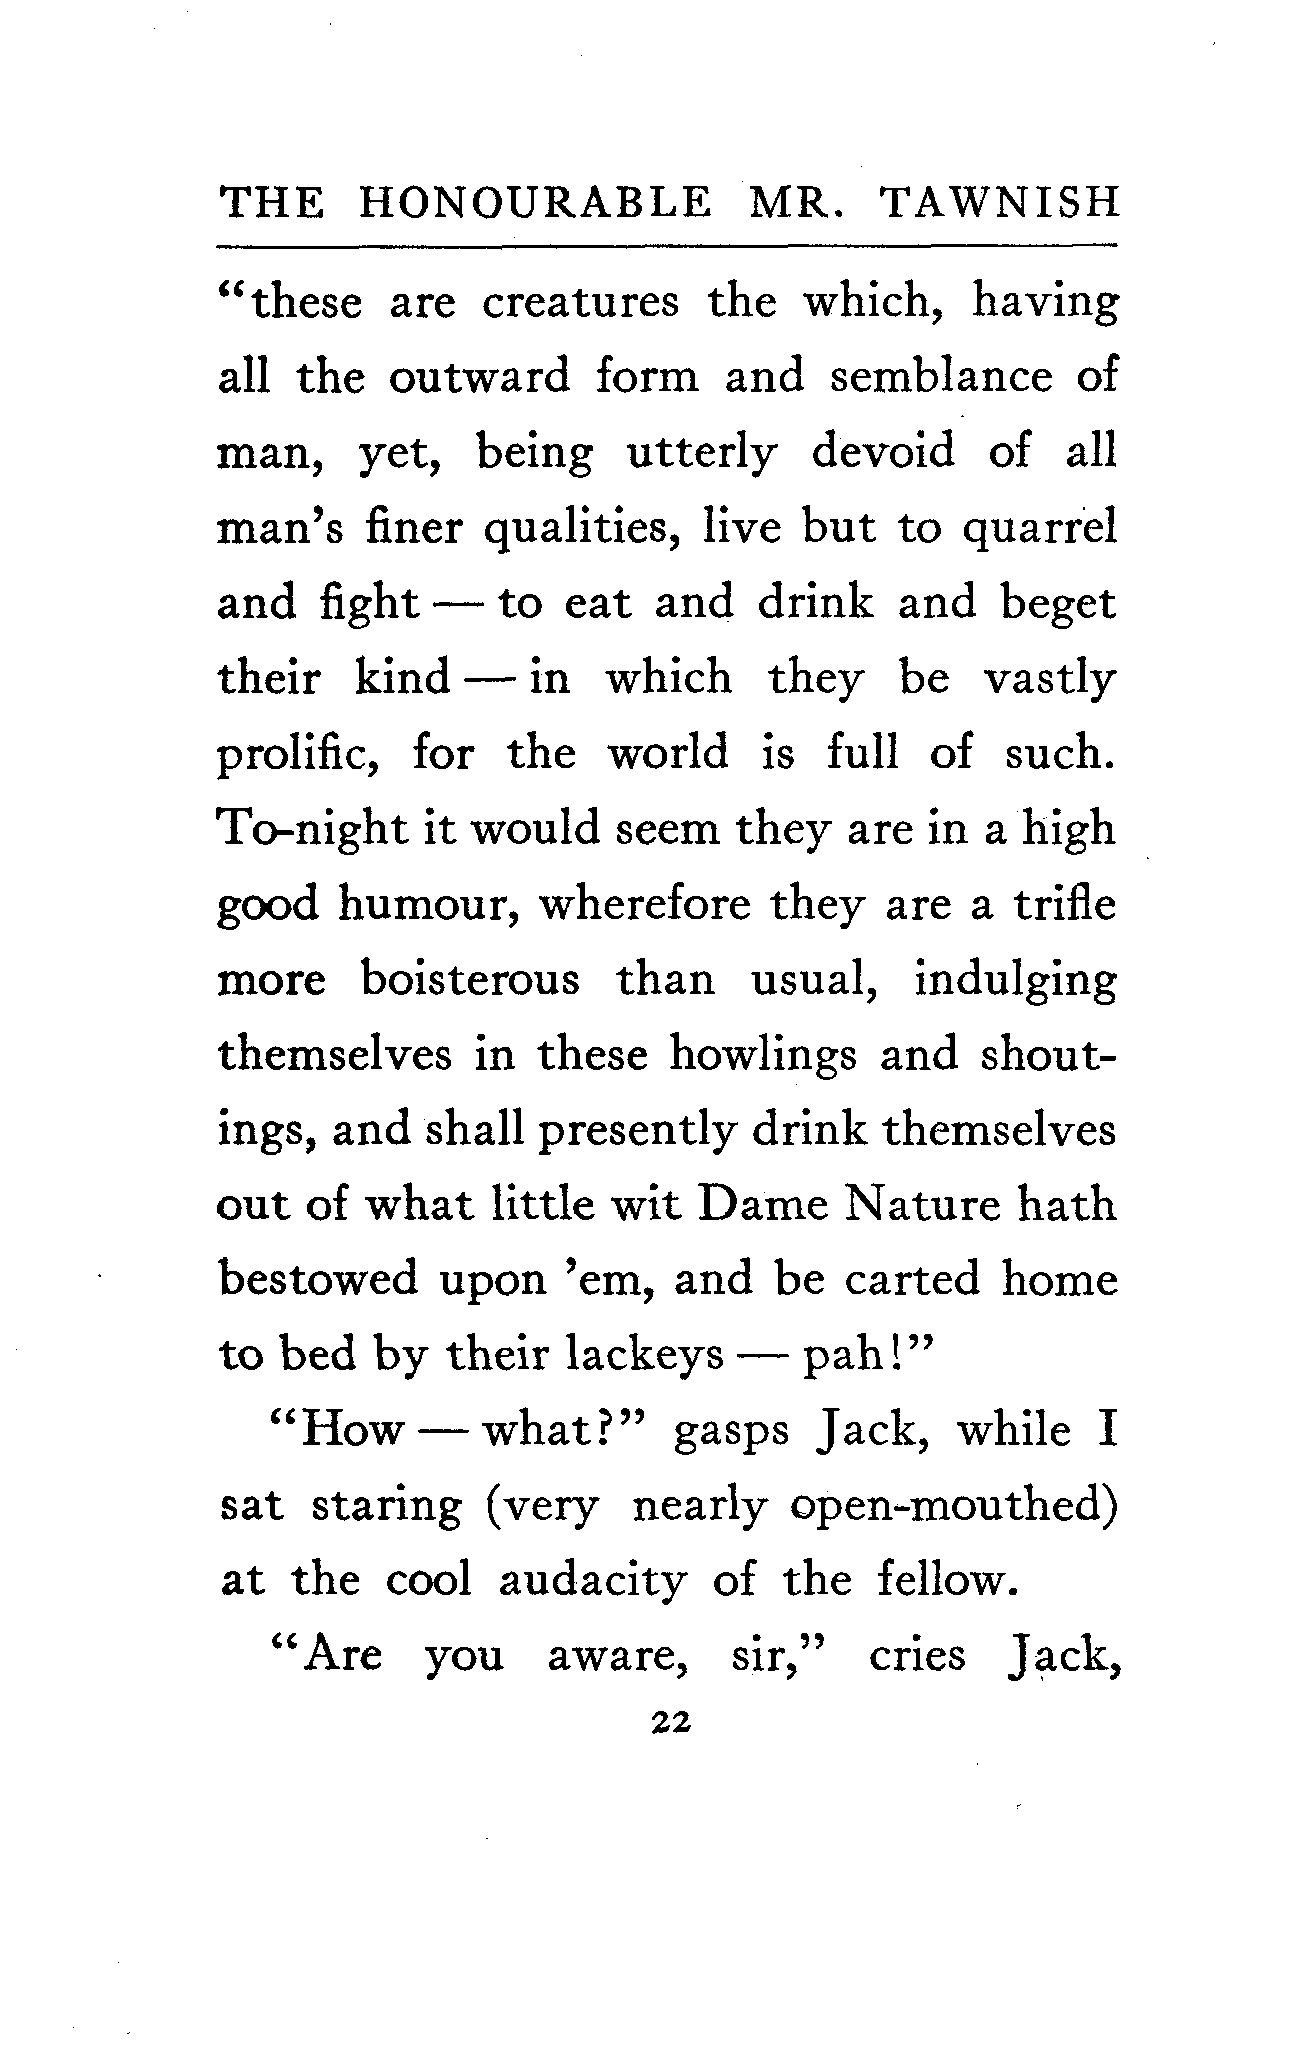 THE HONOURABLE MR. TAWNISH
“these are creatures the which, having
all the outward form and semblance of
man, yet, being utterly devoid of all
man’s finer qualities, live but to quarrel
and fight — to eat and drink and beget
their kind — in which they be vastly
prolific, for the world is full of such.
To-night it would seem they are in a high
good humour, wherefore they are a trifle
more boisterous than usual, indulging
themselves in these howlings and shout-
ings, and shall presently drink themselves
out of what little wit Dame Nature hath
bestowed upon ’em, and be carted home
to bed by their lackeys — pah!”
“How — what?” gasps Jack, while I
sat staring (very nearly open-mouthed)
at the cool audacity of the fellow.
“Are you aware, sir,” cries Jack,
22